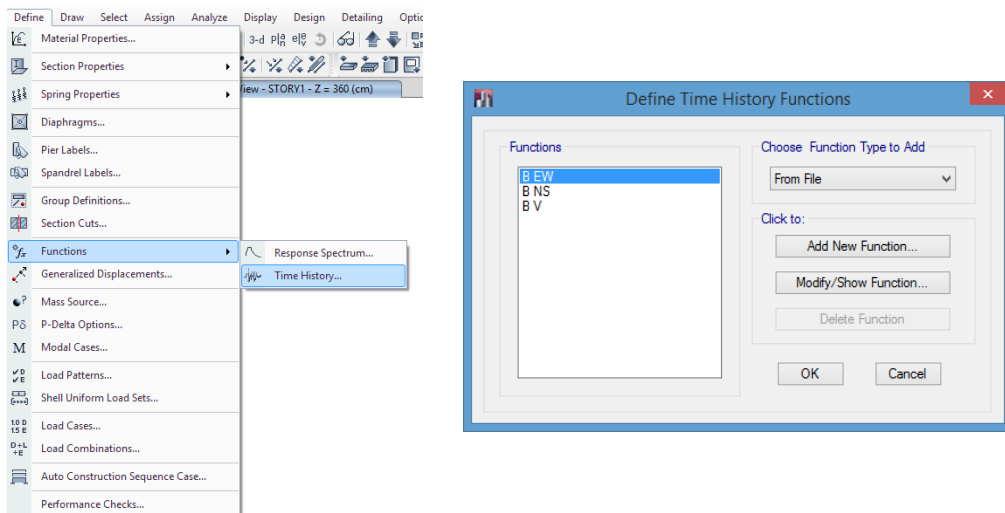 Define Draw Select Assign Analyze Display Design Detailing
Material Properties...
3-d
Section Properties
View - STORY1 - Z = 360 (cm)
Spring Properties
Diaphragms...
Pier Labels...
Spandrel Labels...
Group Definitions...
Section Cuts...
Functions
Response Spectrum...
Time History...
Generalized Displacements...
Mass Source...
Pδ P-Delta Options...
M Modal Cases...
Load Patterns...
Shell Uniform Load Sets...
Load Cases...
Load Combinations...
Auto Construction Sequence Case...
Performance Checks...
Define Time History Functions
Functions
B EW
B NS
B V
Choose Function Type to Add
From File
Click to:
Add New Function...
Modify/Show Function...
Delete Function
OK
Cancel